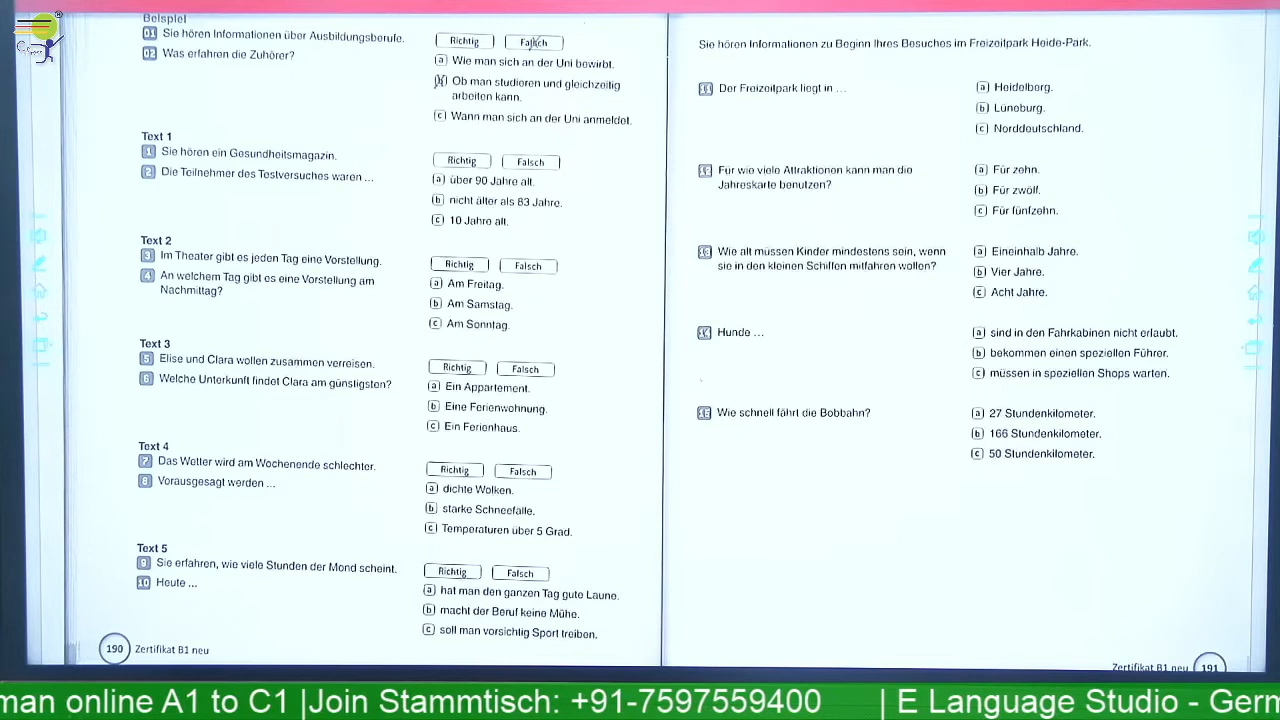 Beispiel
01 Sie hören Informationen über Ausbildungsberufe.
Richtig Falsch
02 Was erfahren die Zuhörer?
a Wie man sich an der Uni bewirbt.
Ob man studieren und gleichzeitig
arbeiten kann.
c Wann man sich an der Uni anmeldet.
Text 1
1 Sie hören ein Gesundheitsmagazin.
Richtig Falsch
2 Die Teilnehmer des Testversuches waren ...
a über 90 Jahre alt.
b nicht älter als 83 Jahre.
c 10 Jahre alt.
Text 2
3 Im Theater gibt es jeden Tag eine Vorstellung.
Richtig Falsch
4 An welchem Tag gibt es eine Vorstellung am
Nachmittag?
a Am Freitag.
b Am Samstag.
c Am Sonntag.
Text 3
5 Elise und Clara wollen zusammen verreisen.
Richtig Falsch
6 Welche Unterkunft findet Clara am günstigsten?
a Ein Appartement.
b Eine Ferienwohnung.
c Ein Ferienhaus.
Text 4
7 Das Wetter wird am Wochenende schlechter.
Richtig Falsch
8 Vorausgesagt werden ...
a dichte Wolken.
b starke Schneefälle.
c Temperaturen über 5 Grad.
Text 5
9 Sie erfahren, wie viele Stunden der Mond scheint.
Richtig Falsch
10 Heute ...
a hat man den ganzen Tag gute Laune.
b macht der Beruf keine Mühe.
c soll man vorsichtig Sport treiben.
190 Zertifikat B1 neu
Sie hören Informationen zu Beginn Ihres Besuches im Freizeitpark Heide-Park.
Der Freizeitpark liegt in ...
a Heidelberg.
b Lüneburg.
c Norddeutschland.
Für wie viele Attraktionen kann man die
Jahreskarte benutzen?
a Für zehn.
b Für zwölf.
c Für fünfzehn.
Wie alt müssen Kinder mindestens sein, wenn
sie in den kleinen Schiffen mitfahren wollen?
a Eineinhalb Jahre.
b Vier Jahre.
c Acht Jahre.
Hunde ...
a sind in den Fahrkabinen nicht erlaubt.
b bekommen einen speziellen Führer.
c müssen in speziellen Shops warten.
Wie schnell fährt die Bobbahn?
a 27 Stundenkilometer.
b 166 Stundenkilometer.
c 50 Stundenkilometer.
Zertifikat B1 neu 191
man online A1 to C1 |Join Stammtisch: +91-7597559400 | E Language Studio - Germ